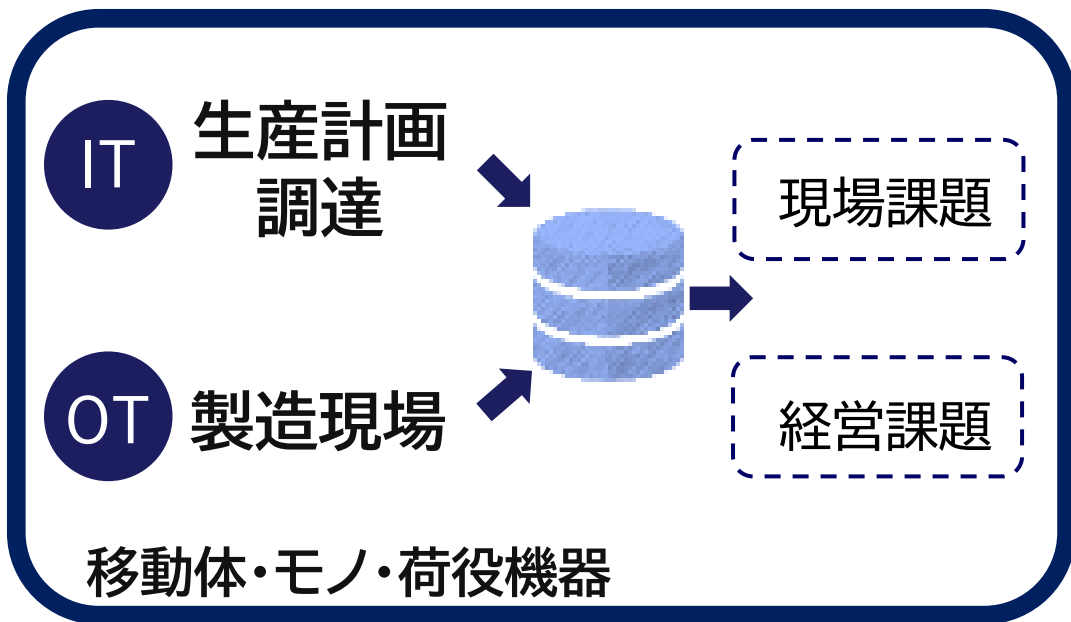 IT
生産計画
調達
現場課題
OT
製造現場
経営課題
移動体・モノ・荷役機器